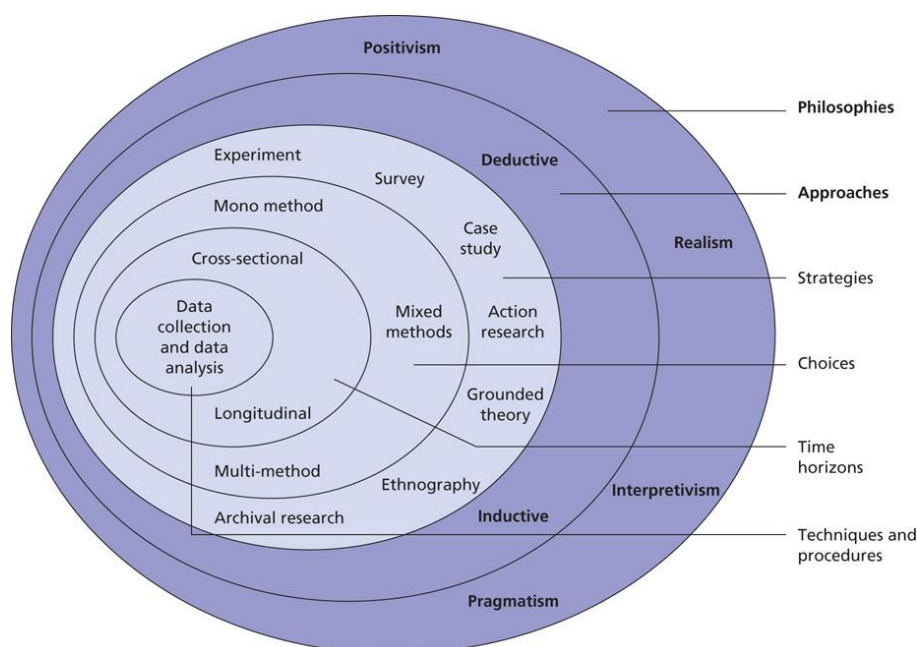 Positivism
Philosophies
Experiment
Deductive
Survey
Approaches
Mono method
Case
study
Realism
Cross-sectional
Strategies
Data
collection
and data
analysis
Mixed
methods
Action
research
Choices
Grounded
theory
Longitudinal
Time
horizons
Multi-method
Ethnography
Interpretivism
Archival research
Inductive
Techniques and
procedures
Pragmatism